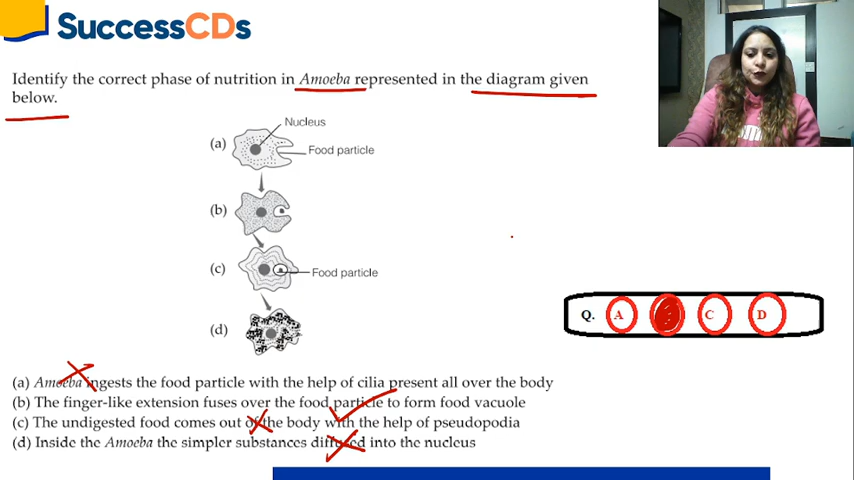 SuccessCDs
Identify the correct phase of nutrition in Amoeba represented in the diagram given
below.
Nucleus
(a)
Food particle
(b)
(c)
Food particle
(d)
Q. A C D
(a) Amoeba ingests the food particle with the help of cilia present all over the body
(b) The finger-like extension fuses over the food particle to form food vacuole
(c) The undigested food comes out of the body with the help of pseudopodia
(d) Inside the Amoeba the simpler substances diffused into the nucleus